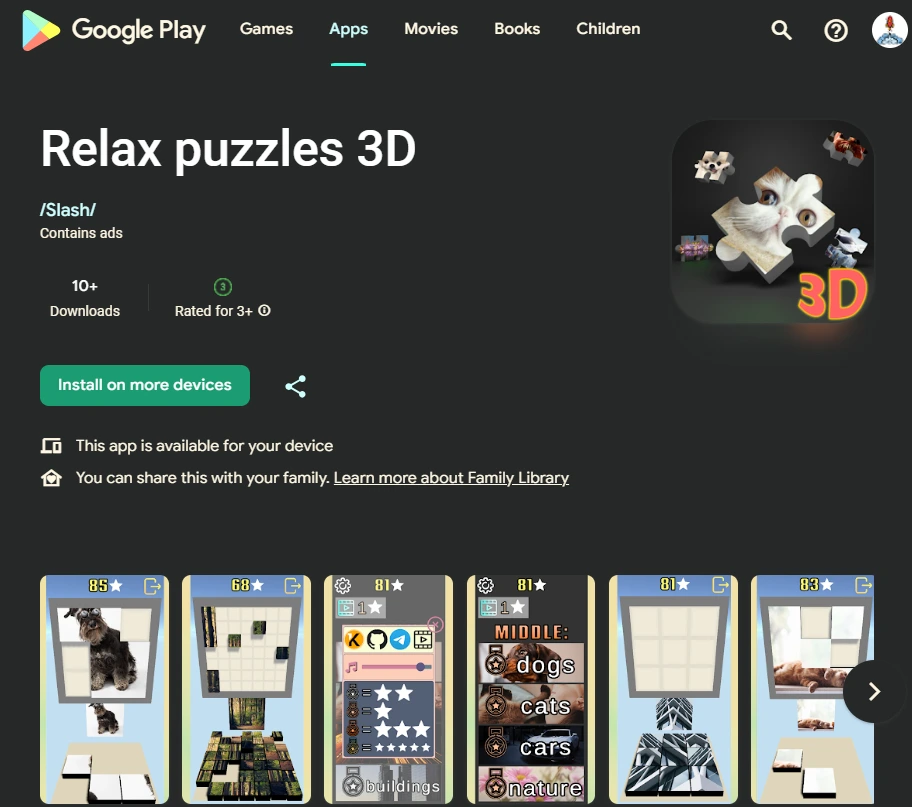 Google Play Games Apps Movies Books Children
Relax puzzles 3D
/Slash/
Contains ads
3D
10+
3
Downloads
Rated for 3+
Install on more devices
This app is available for your device
You can share this with your family. Learn more about Family Library
85 68 81 81 81 83
1 1
MIDDLE:
dogs
cats
cars
buildings
nature